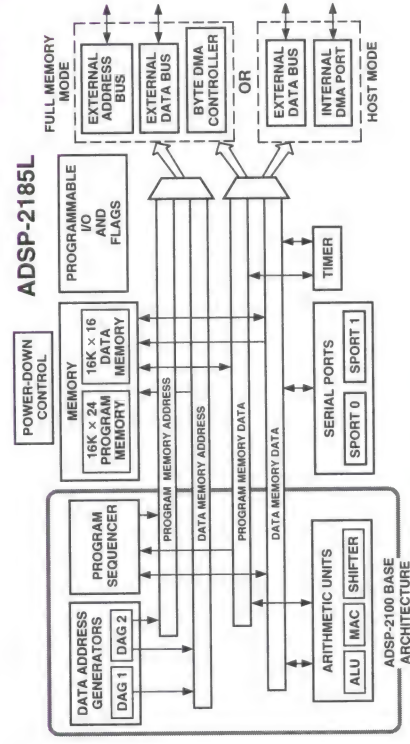 ADSP-2185L
POWER-DOWN
CONTROL
FULL MEMORY
MODE
DATA ADDRESS
GENERATORS
DAG 1
DAG 2
PROGRAM
SEQUENCER
MEMORY
16K × 24
PROGRAM
MEMORY
16K × 16
DATA
MEMORY
PROGRAMMABLE
I/O
AND
FLAGS
EXTERNAL
ADDRESS
BUS
EXTERNAL
DATA BUS
BYTE DMA
CONTROLLER
OR
EXTERNAL
DATA BUS
INTERNAL
DMA PORT
HOST MODE
PROGRAM MEMORY ADDRESS
DATA MEMORY ADDRESS
PROGRAM MEMORY DATA
DATA MEMORY DATA
ARITHMETIC UNITS
ALU
MAC
SHIFTER
SERIAL PORTS
SPORT 0
SPORT 1
TIMER
ADSP-2100 BASE
ARCHITECTURE